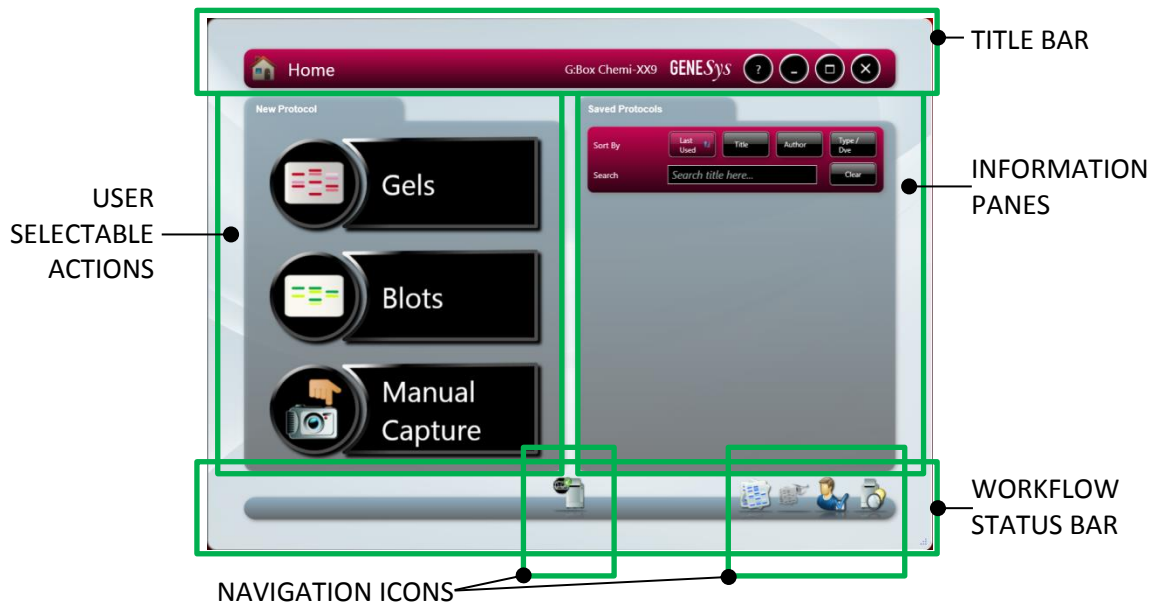 TITLE BAR
Home
G:Box Chemi-XX9 GENESys ?
New Protocol
Saved Protocols
Sort By
Last
Used
Title
Author
Type /
Dye
Search
Search title here...
Clear
INFORMATION
PANES
USER
SELECTABLE
ACTIONS
Gels
Blots
Manual
Capture
WORKFLOW
STATUS BAR
NAVIGATION ICONS